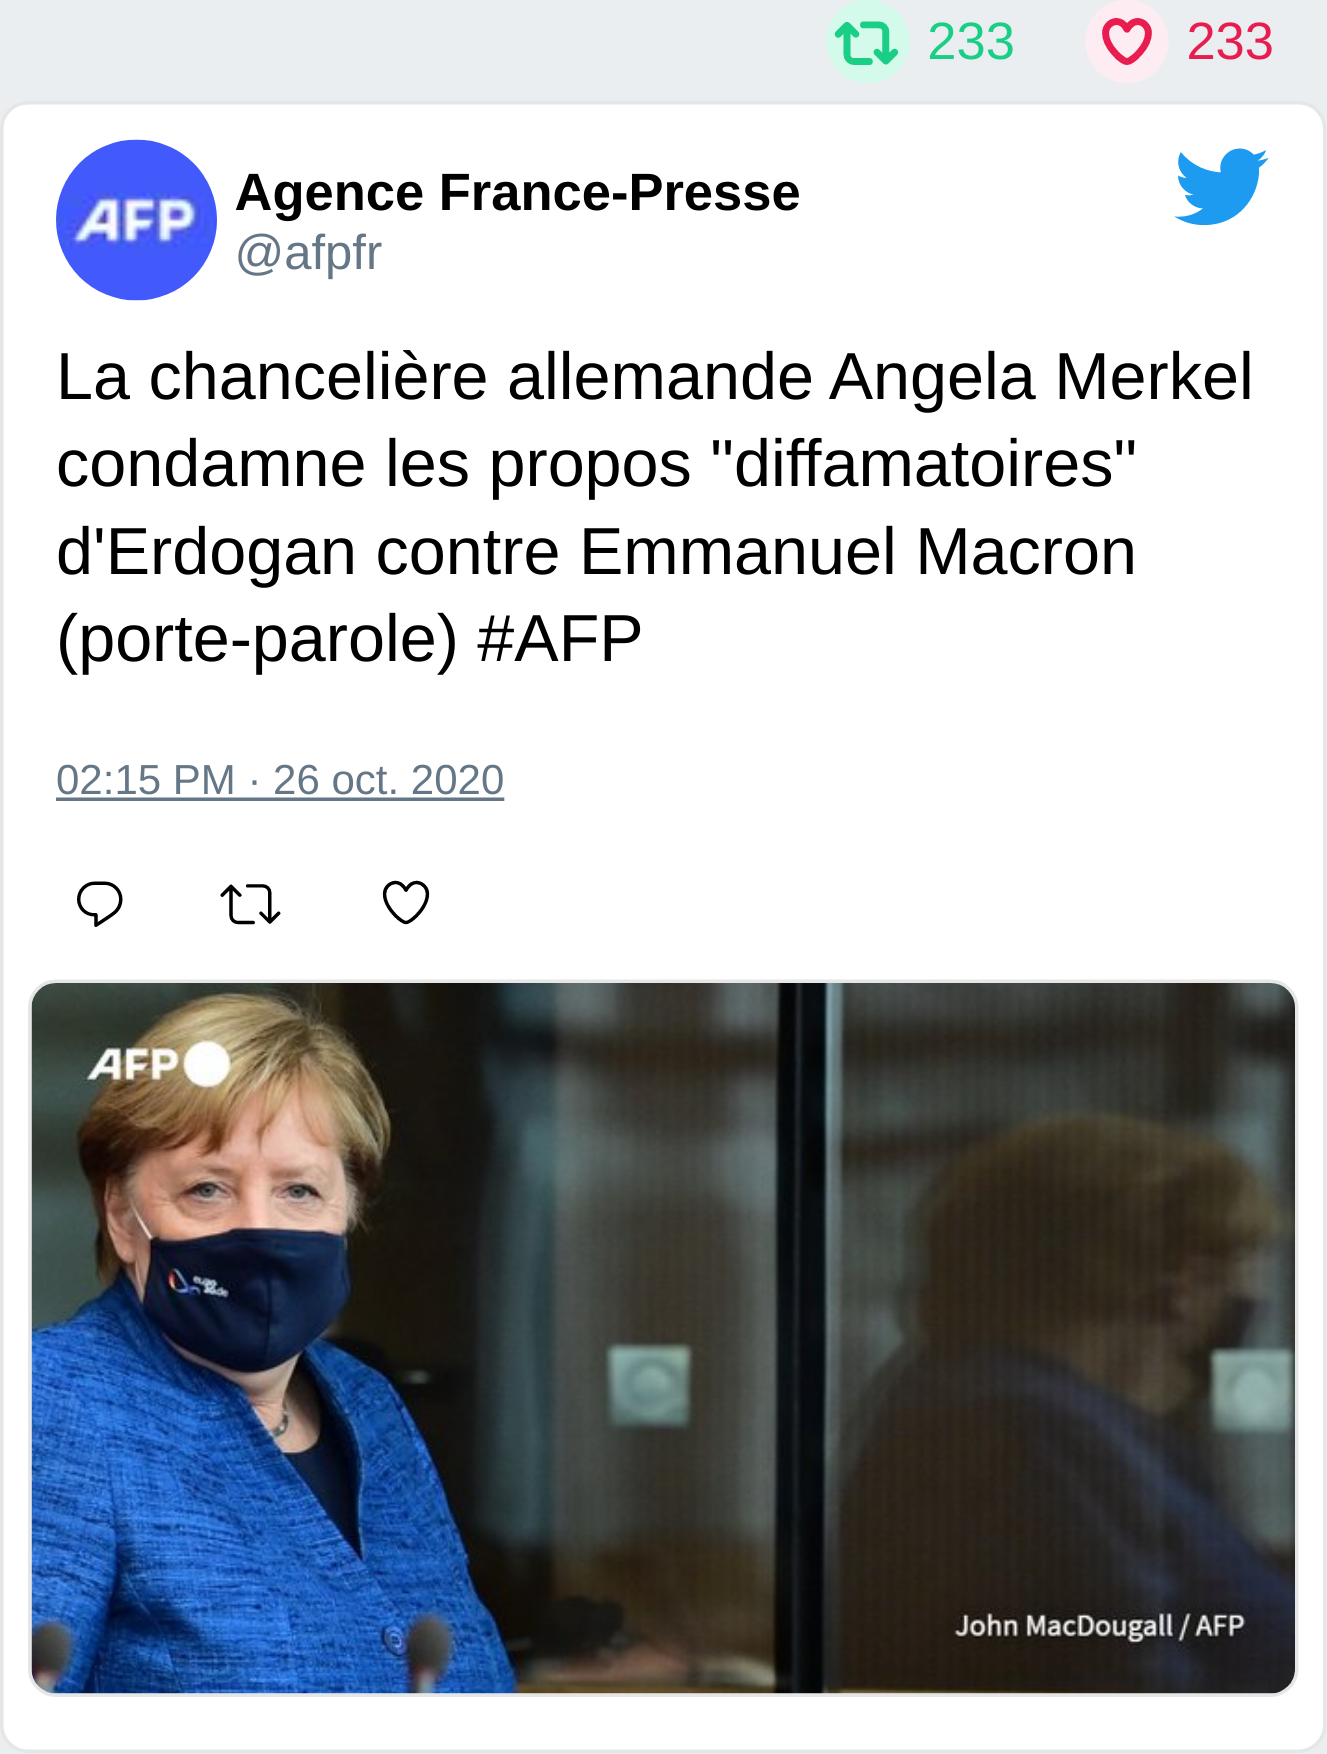 233 233
AFP
Agence France-Presse
@afpfr
La chancelière allemande Angela Merkel
condamne les propos "diffamatoires"
d'Erdogan contre Emmanuel Macron
(porte-parole) #AFP
02:15 PM · 26 oct. 2020
AFP
John MacDougall / AFP